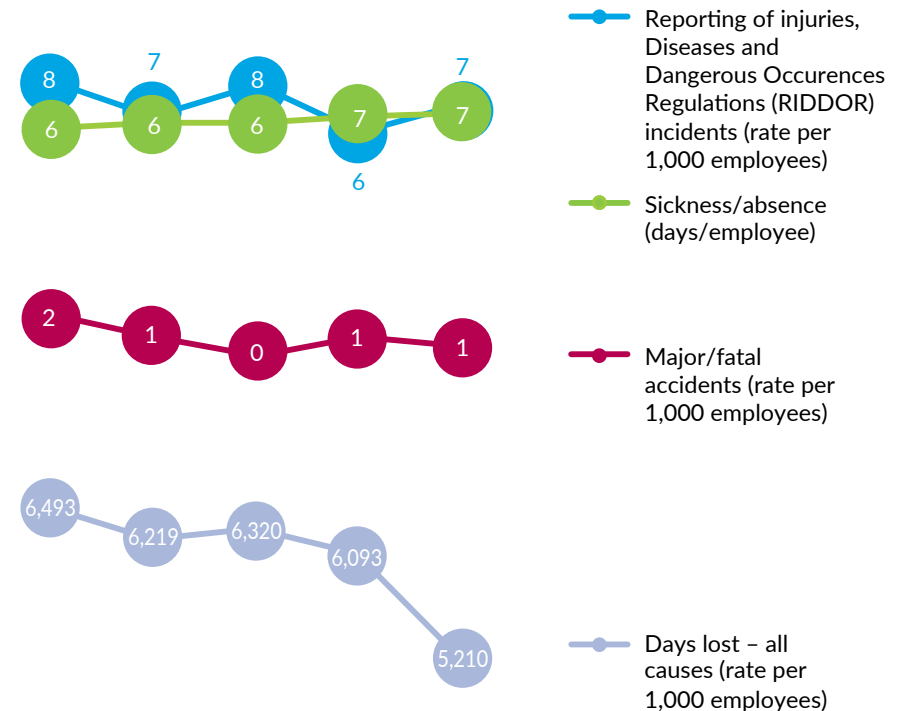 8
7
8
6
7
6
6
6
7
7
Reporting of injuries,
Diseases and
Dangerous Occurences
Regulations (RIDDOR)
incidents (rate per
1,000 employees)
Sickness/absence
(days/employee)
2
1
0
1
1
Major/fatal
accidents (rate per
1,000 employees)
6,493
6,219
6,320
6,093
5,210
Days lost – all
causes (rate per
1,000 employees)